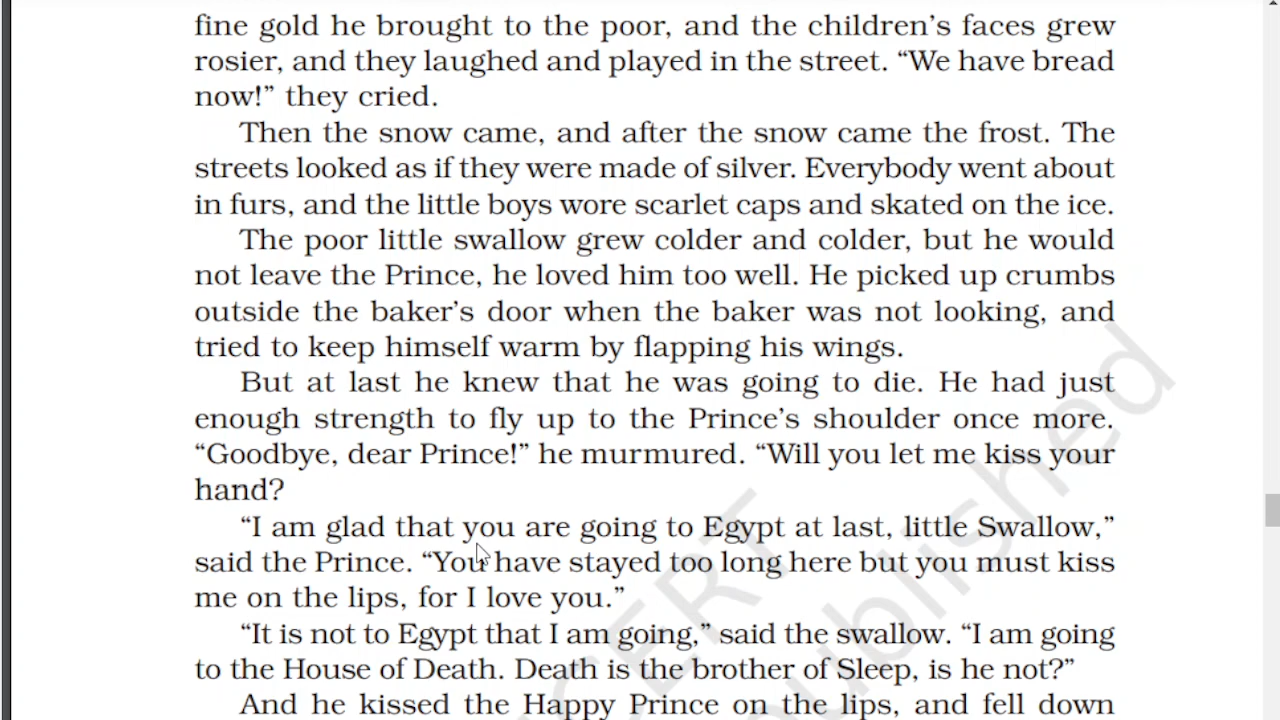 fine gold he brought to the poor, and the children’s faces grew
rosier, and they laughed and played in the street. “We have bread
now!” they cried.
Then the snow came, and after the snow came the frost. The
streets looked as if they were made of silver. Everybody went about
in furs, and the little boys wore scarlet caps and skated on the ice.
The poor little swallow grew colder and colder, but he would
not leave the Prince, he loved him too well. He picked up crumbs
outside the baker’s door when the baker was not looking, and
tried to keep himself warm by flapping his wings.
But at last he knew that he was going to die. He had just
enough strength to fly up to the Prince’s shoulder once more.
“Goodbye, dear Prince!” he murmured. “Will you let me kiss your
hand?
“I am glad that you are going to Egypt at last, little Swallow,”
said the Prince. “You have stayed too long here but you must kiss
me on the lips, for I love you.”
“It is not to Egypt that I am going,” said the swallow. “I am going
to the House of Death. Death is the brother of Sleep, is he not?”
And he kissed the Happy Prince on the lips, and fell down